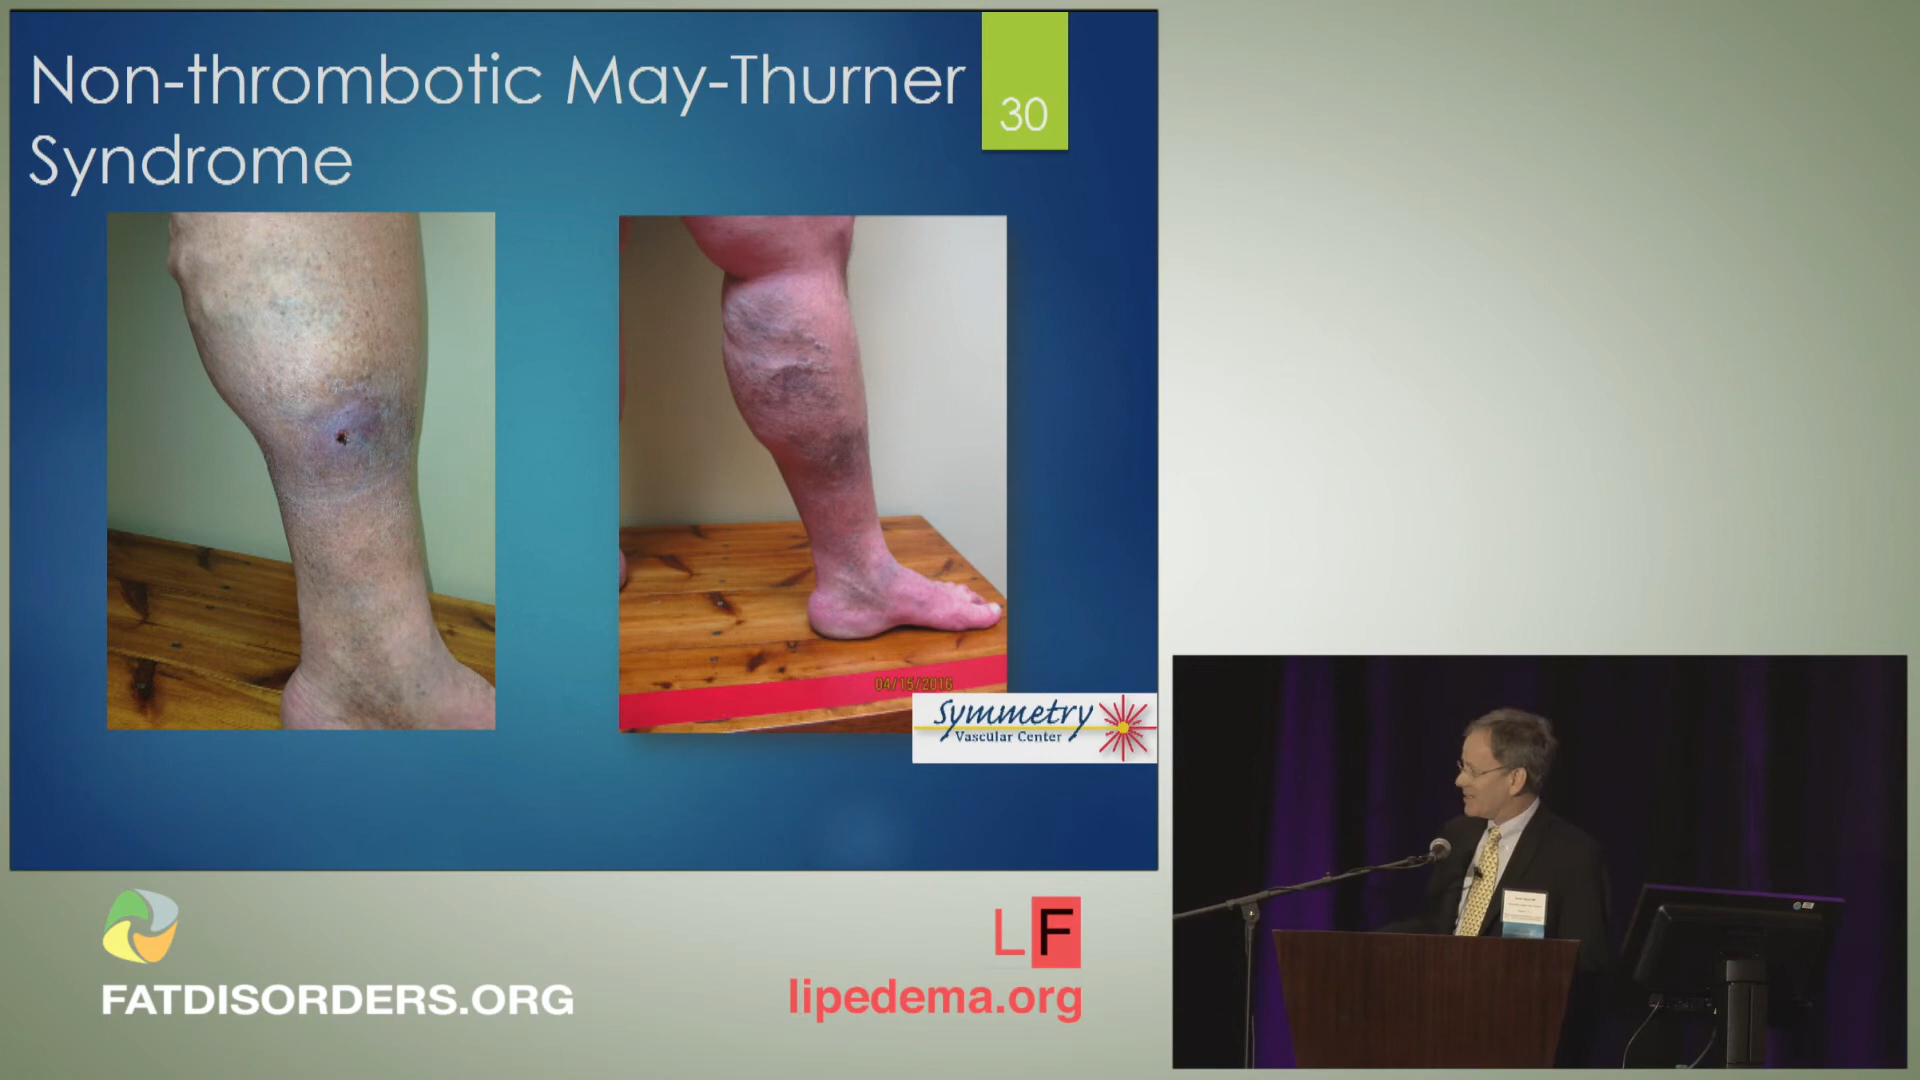 Non-thrombotic May-Thurner
Syndrome
30
04/15/2016
Symmetry
Vascular Center
FATDISORDERS.ORG
LF
lipedema.org